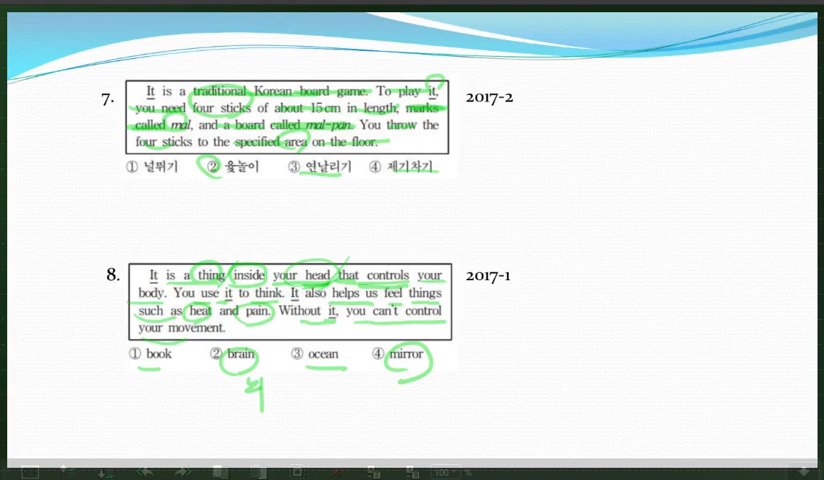 7.
It is a traditional Korean board game. To play it,
you need four sticks of about 15 cm in length, marks
called mal, and a board called mal-pan. You throw the
four sticks to the specified area on the floor.
2017-2
① 널뛰기 ② 윷놀이 ③ 연날리기 ④ 제기차기
8.
It is a thing inside your head that controls your
body. You use it to think. It also helps us feel things
such as heat and pain. Without it, you can't control
your movement.
2017-1
① book ② brain ③ ocean ④ mirror
뇌
100 %